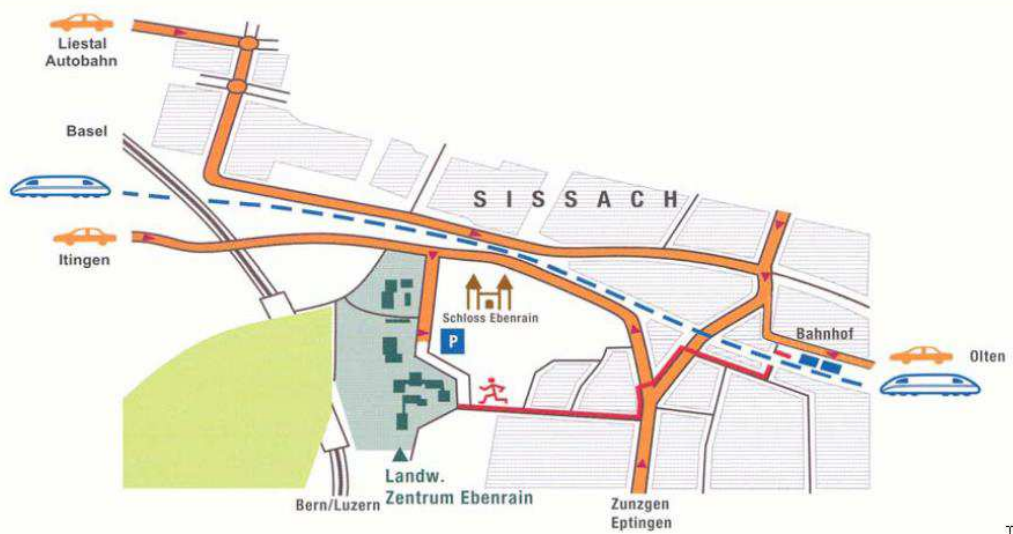 Liestal
Autobahn
Basel
SISSACH
Itingen
Schloss Ebenrain
P
Bahnhof
Olten
Landw.
Zentrum Ebenrain
Bern/Luzern
Zunzgen
Eptingen